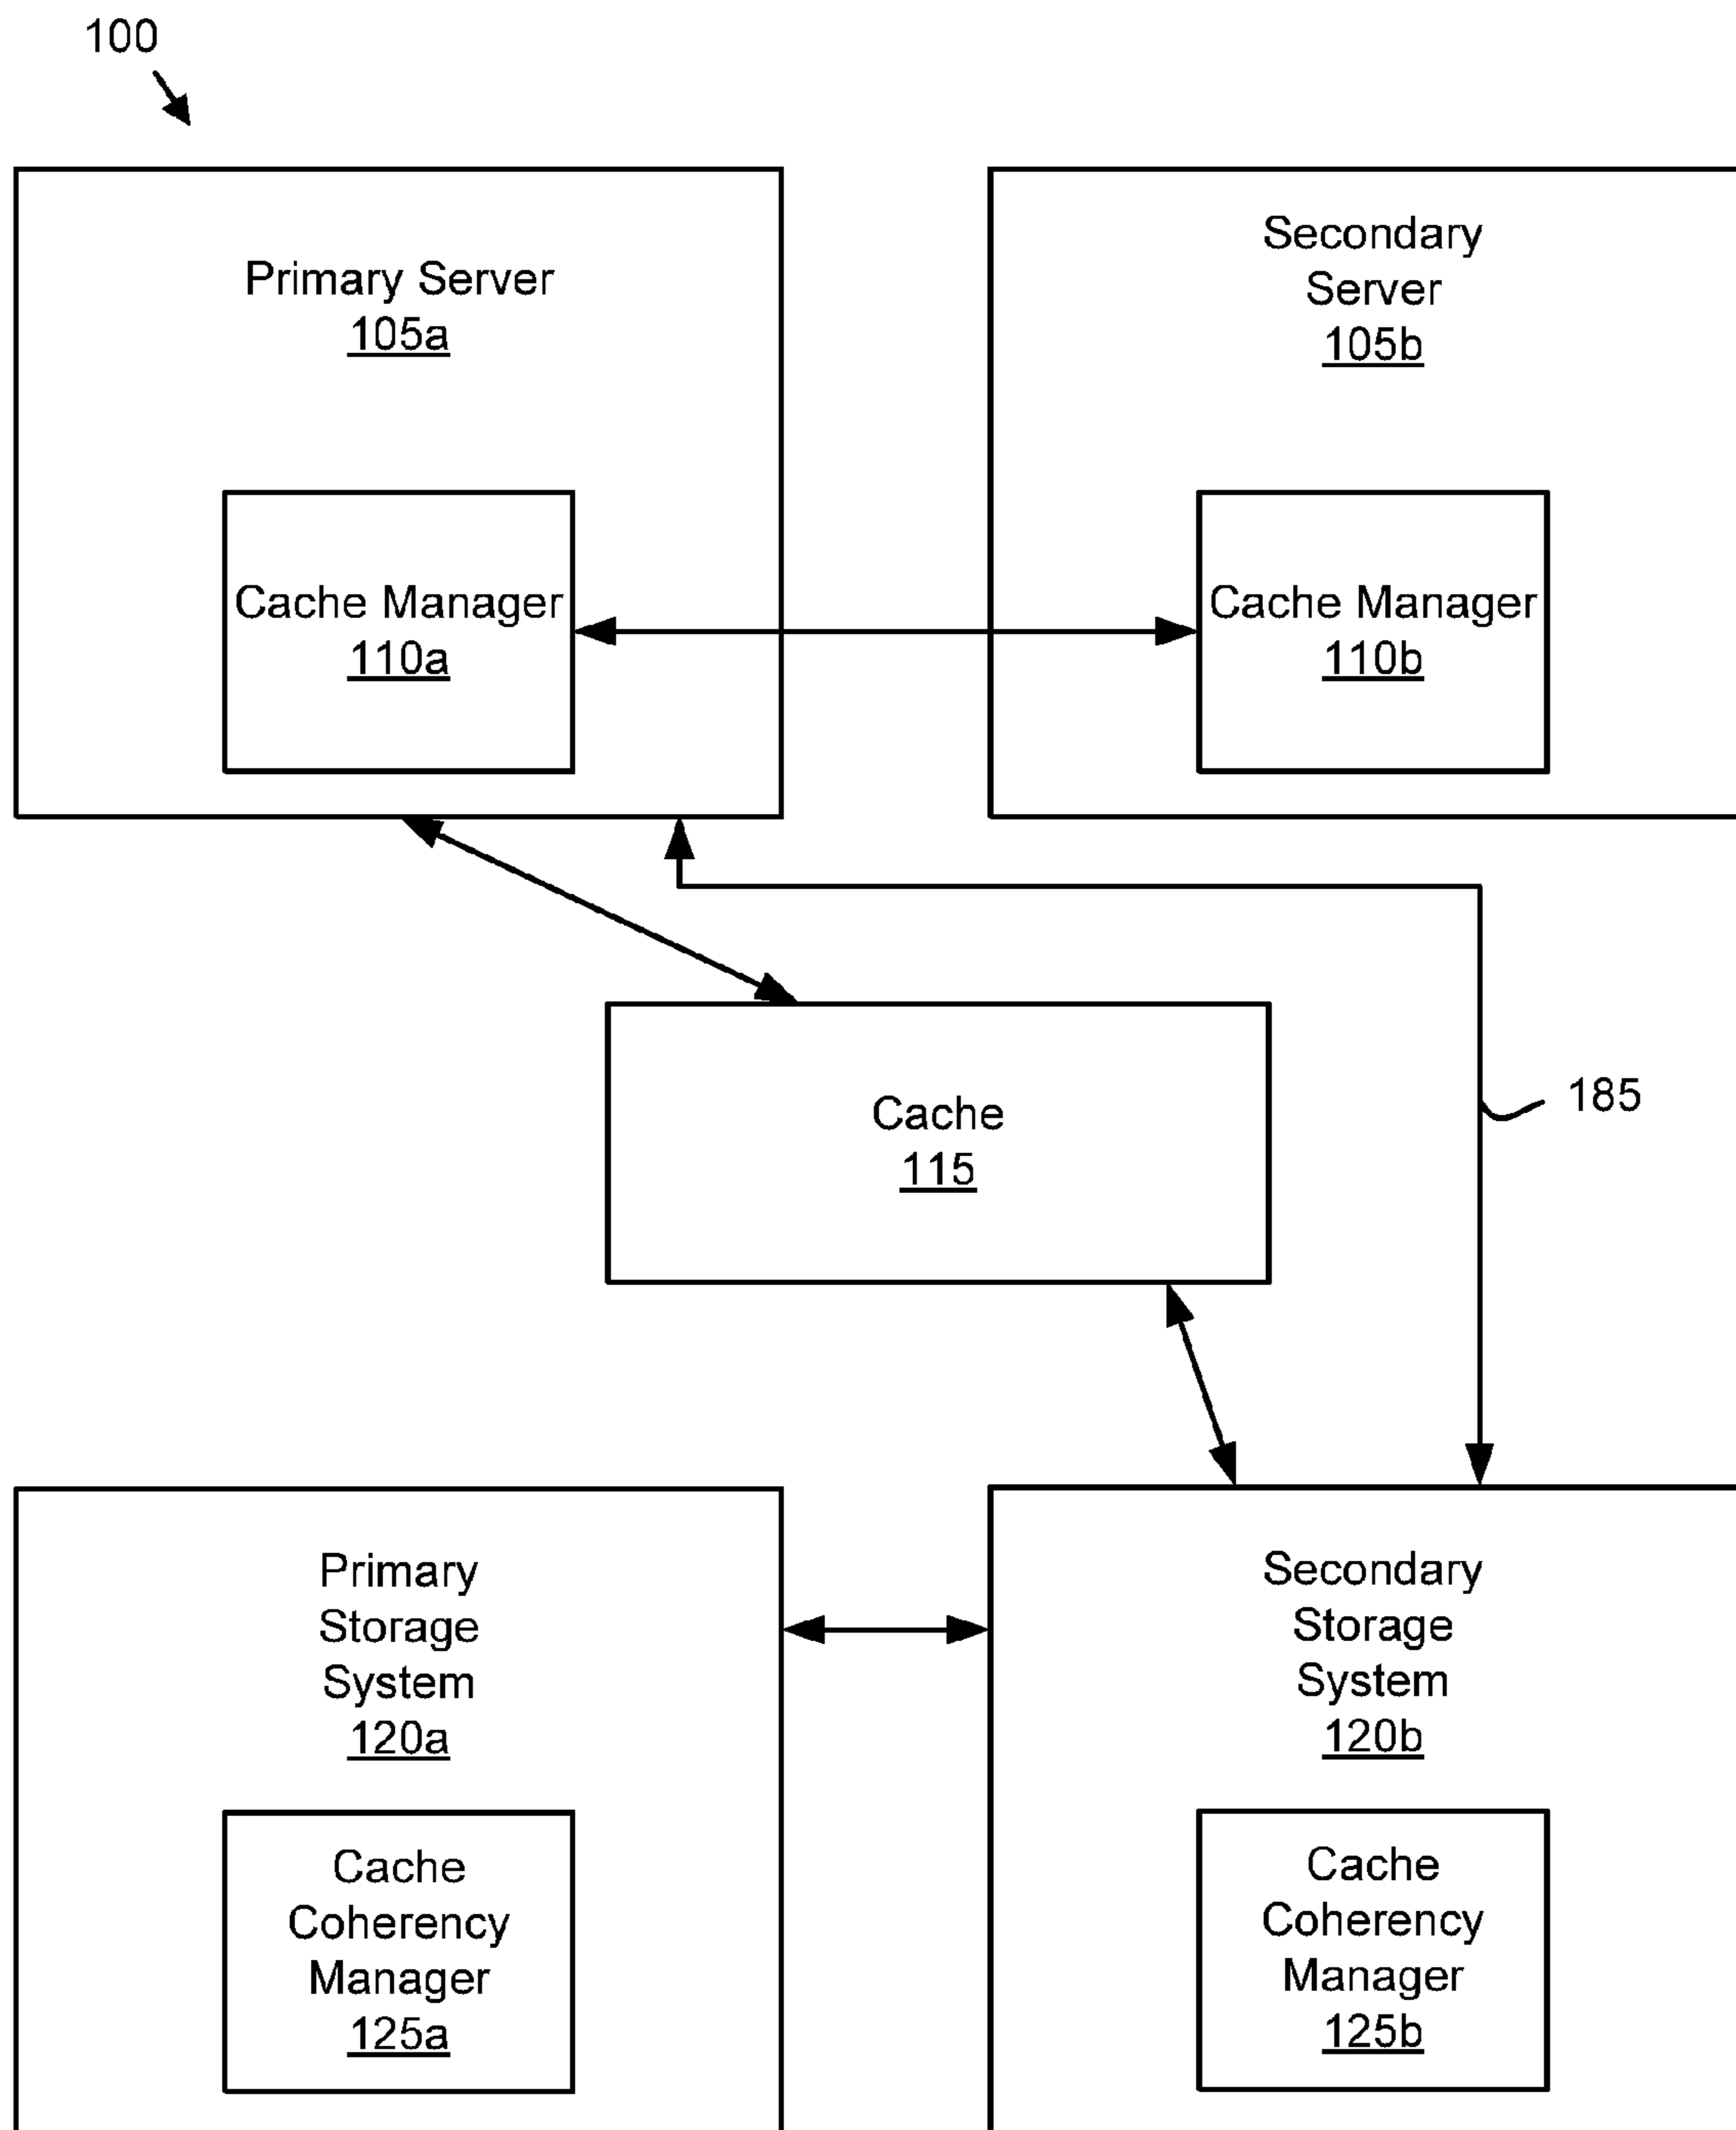 100
Primary Server
105a
Secondary
Server
105b
Cache Manager
110a
Cache Manager
110b
Cache
115
185
Primary
Storage
System
120a
Secondary
Storage
System
120b
Cache
Coherency
Manager
125a
Cache
Coherency
Manager
125b